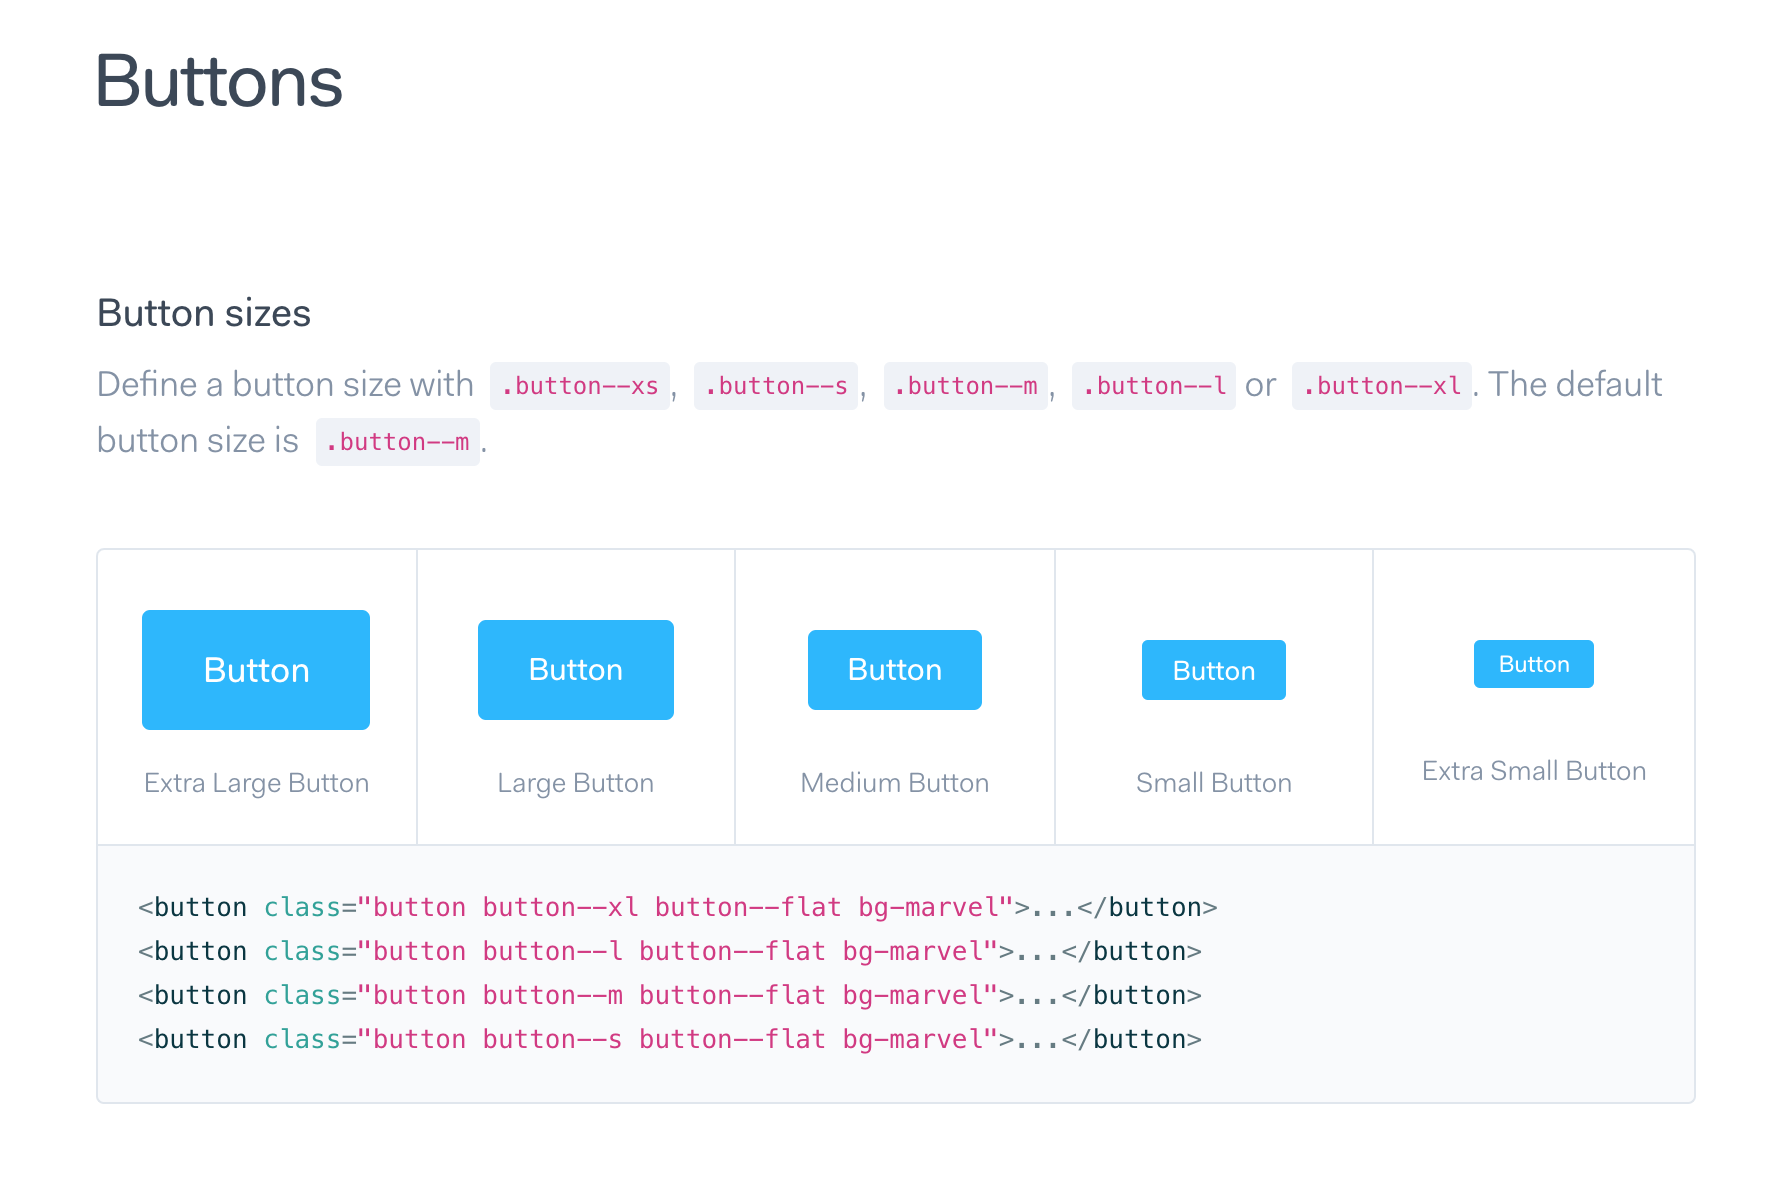 Buttons
Button sizes
Define a button size with .button--xs, .button--s, .button--m, .button--l or .button--xl. The default
button size is .button--m.
Button Button Button Button Button
Extra Large Button Large Button Medium Button Small Button Extra Small Button
<button class="button button--xl button--flat bg-marvel">...</button>
<button class="button button--l button--flat bg-marvel">...</button>
<button class="button button--m button--flat bg-marvel">...</button>
<button class="button button--s button--flat bg-marvel">...</button>